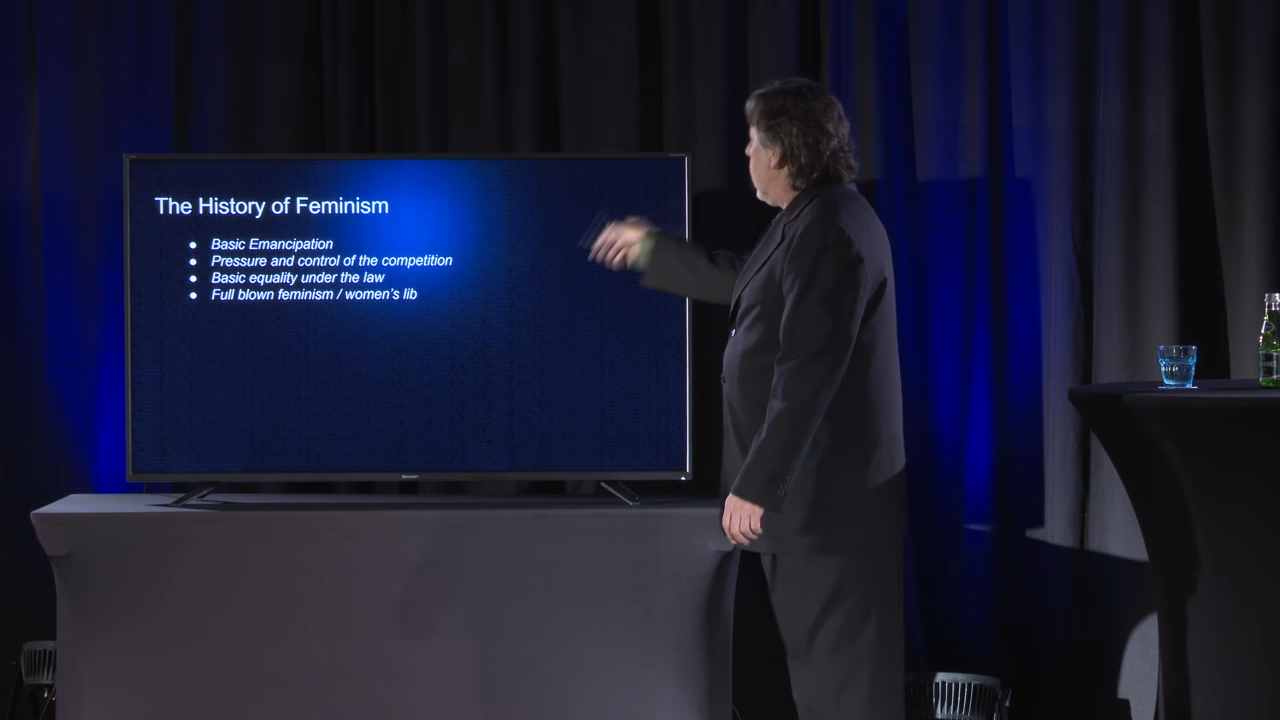 The History of Feminism
● Basic Emancipation
● Pressure and control of the competition
● Basic equality under the law
● Full blown feminism / women's lib
SHARP